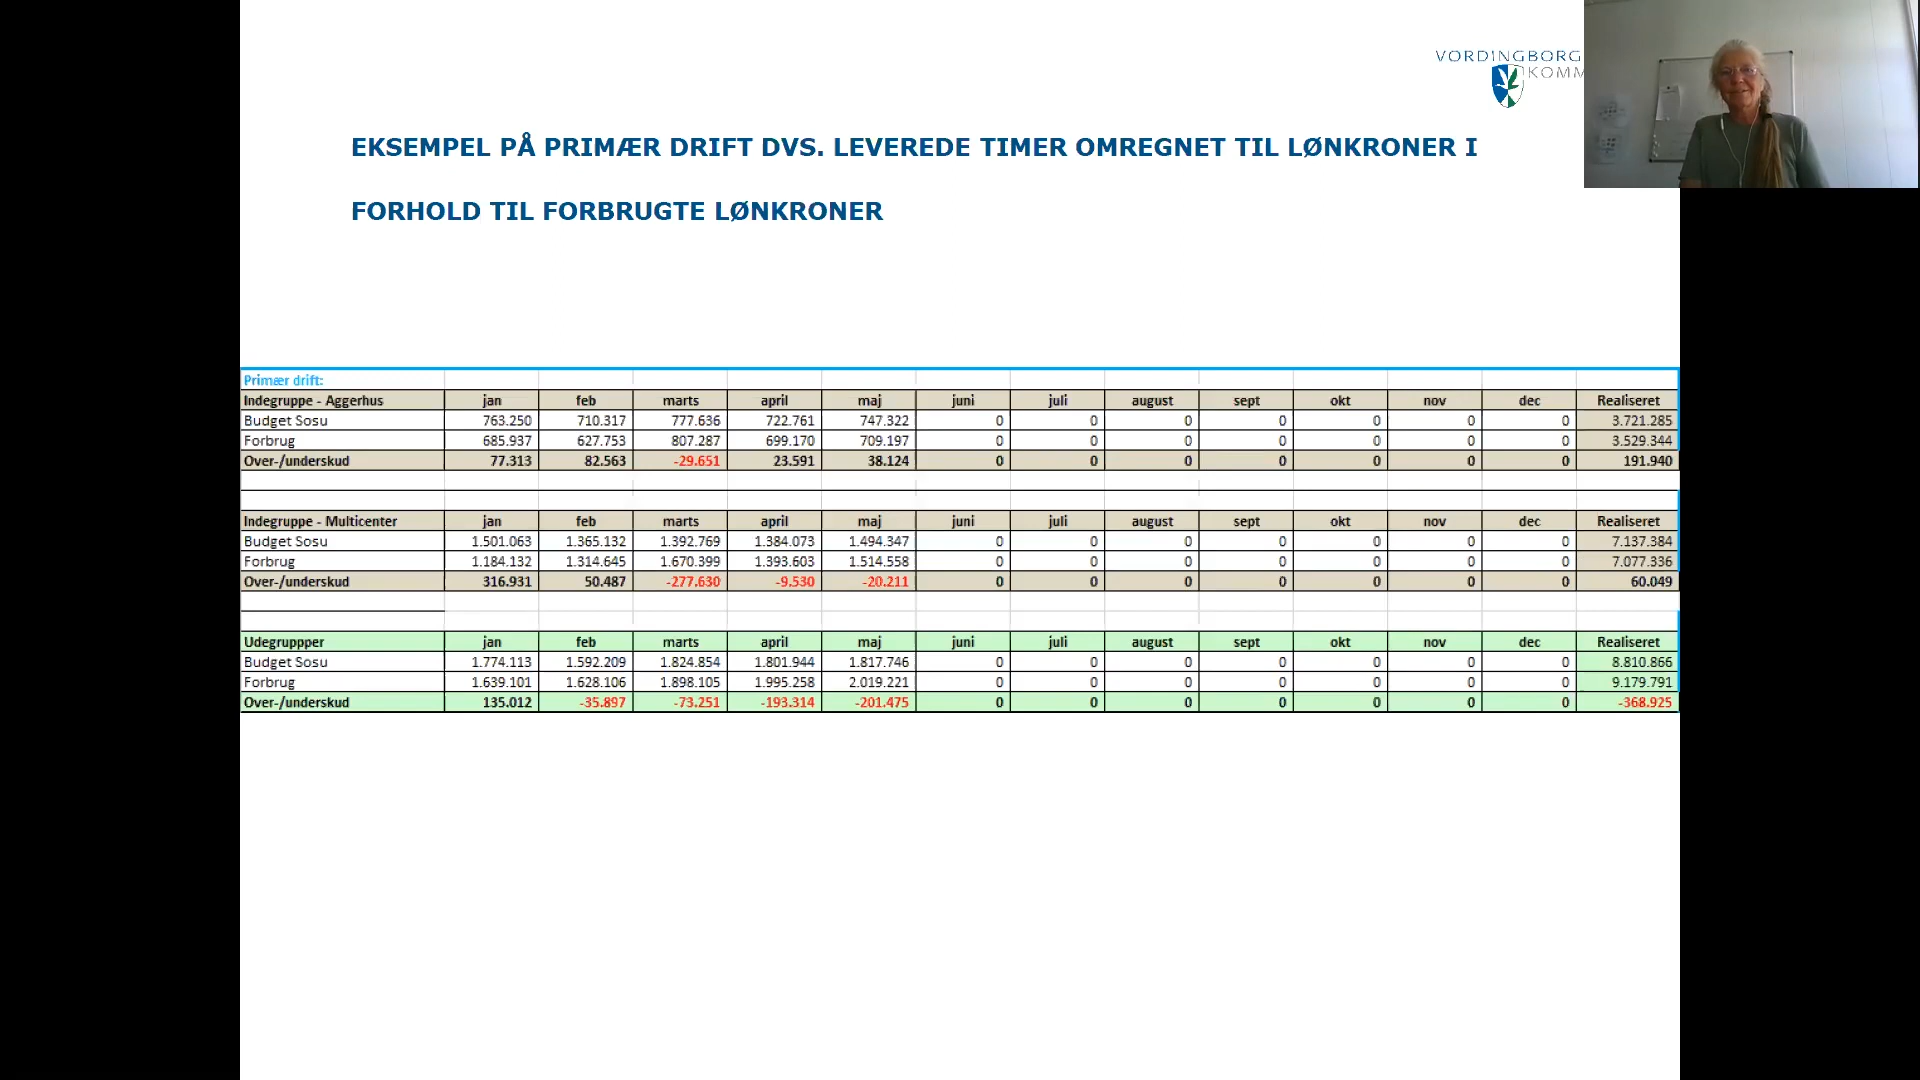 VORDINGBORG
KOMM
EKSEMPEL PÅ PRIMÆR DRIFT DVS. LEVEREDE TIMER OMREGNET TIL LØNKRONER I
FORHOLD TIL FORBRUGTE LØNKRONER
Primær drift:
Indegruppe - Aggerhus jan feb marts april maj juni juli august sept okt nov dec Realiseret
Budget Sosu 763.250 710.317 777.636 722.761 747.322 0 0 0 0 0 0 0 3.721.285
Forbrug 685.937 627.753 807.287 699.170 709.197 0 0 0 0 0 0 0 3.529.344
Over-/underskud 77.313 82.563 -29.651 23.591 38.124 0 0 0 0 0 0 0 191.940
Indegruppe - Multicenter jan feb marts april maj juni juli august sept okt nov dec Realiseret
Budget Sosu 1.501.063 1.365.132 1.392.769 1.384.073 1.494.347 0 0 0 0 0 0 0 7.137.384
Forbrug 1.184.132 1.314.645 1.670.399 1.393.603 1.514.558 0 0 0 0 0 0 0 7.077.336
Over-/underskud 316.931 50.487 -277.630 -9.530 -20.211 0 0 0 0 0 0 0 60.049
Udegruppper jan feb marts april maj juni juli august sept okt nov dec Realiseret
Budget Sosu 1.774.113 1.592.209 1.824.854 1.801.944 1.817.746 0 0 0 0 0 0 0 8.810.866
Forbrug 1.639.101 1.628.106 1.898.105 1.995.258 2.019.221 0 0 0 0 0 0 0 9.179.791
Over-/underskud 135.012 -35.897 -73.251 -193.314 -201.475 0 0 0 0 0 0 0 -368.925